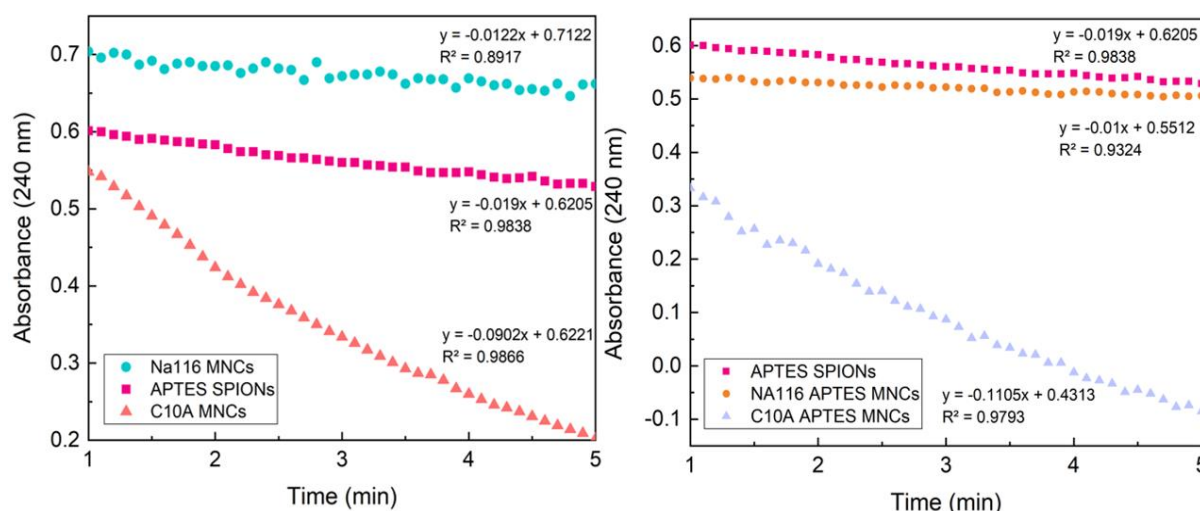 y = -0.0122x + 0.7122
R² = 0.8917
y = -0.019x + 0.6205
R² = 0.9838
y = -0.0902x + 0.6221
R² = 0.9866
Na116 MNCs
APTES SPIONs
C10A MNCs
Absorbance (240 nm)
0.7
0.6
0.5
0.4
0.3
0.2
1
2
3
4
5
Time (min)
y = -0.019x + 0.6205
R² = 0.9838
y = -0.01x + 0.5512
R² = 0.9324
y = -0.1105x + 0.4313
R² = 0.9793
APTES SPIONs
NA116 APTES MNCs
C10A APTES MNCs
Absorbance (240 nm)
0.6
0.5
0.4
0.3
0.2
0.1
0.0
-0.1
1
2
3
4
5
Time (min)